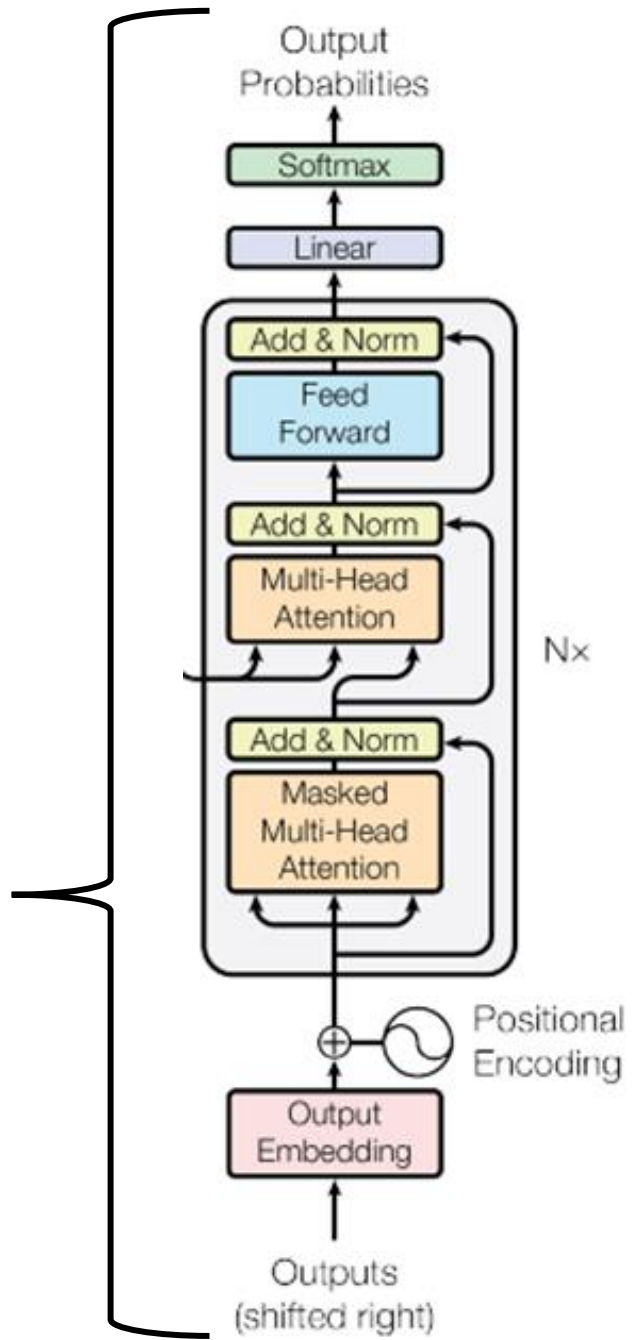 Output
Probabilities
Softmax
Linear
Add & Norm
Feed
Forward
Add & Norm
Multi-Head
Attention
N×
Add & Norm
Masked
Multi-Head
Attention
Positional
Encoding
Output
Embedding
Outputs
(shifted right)